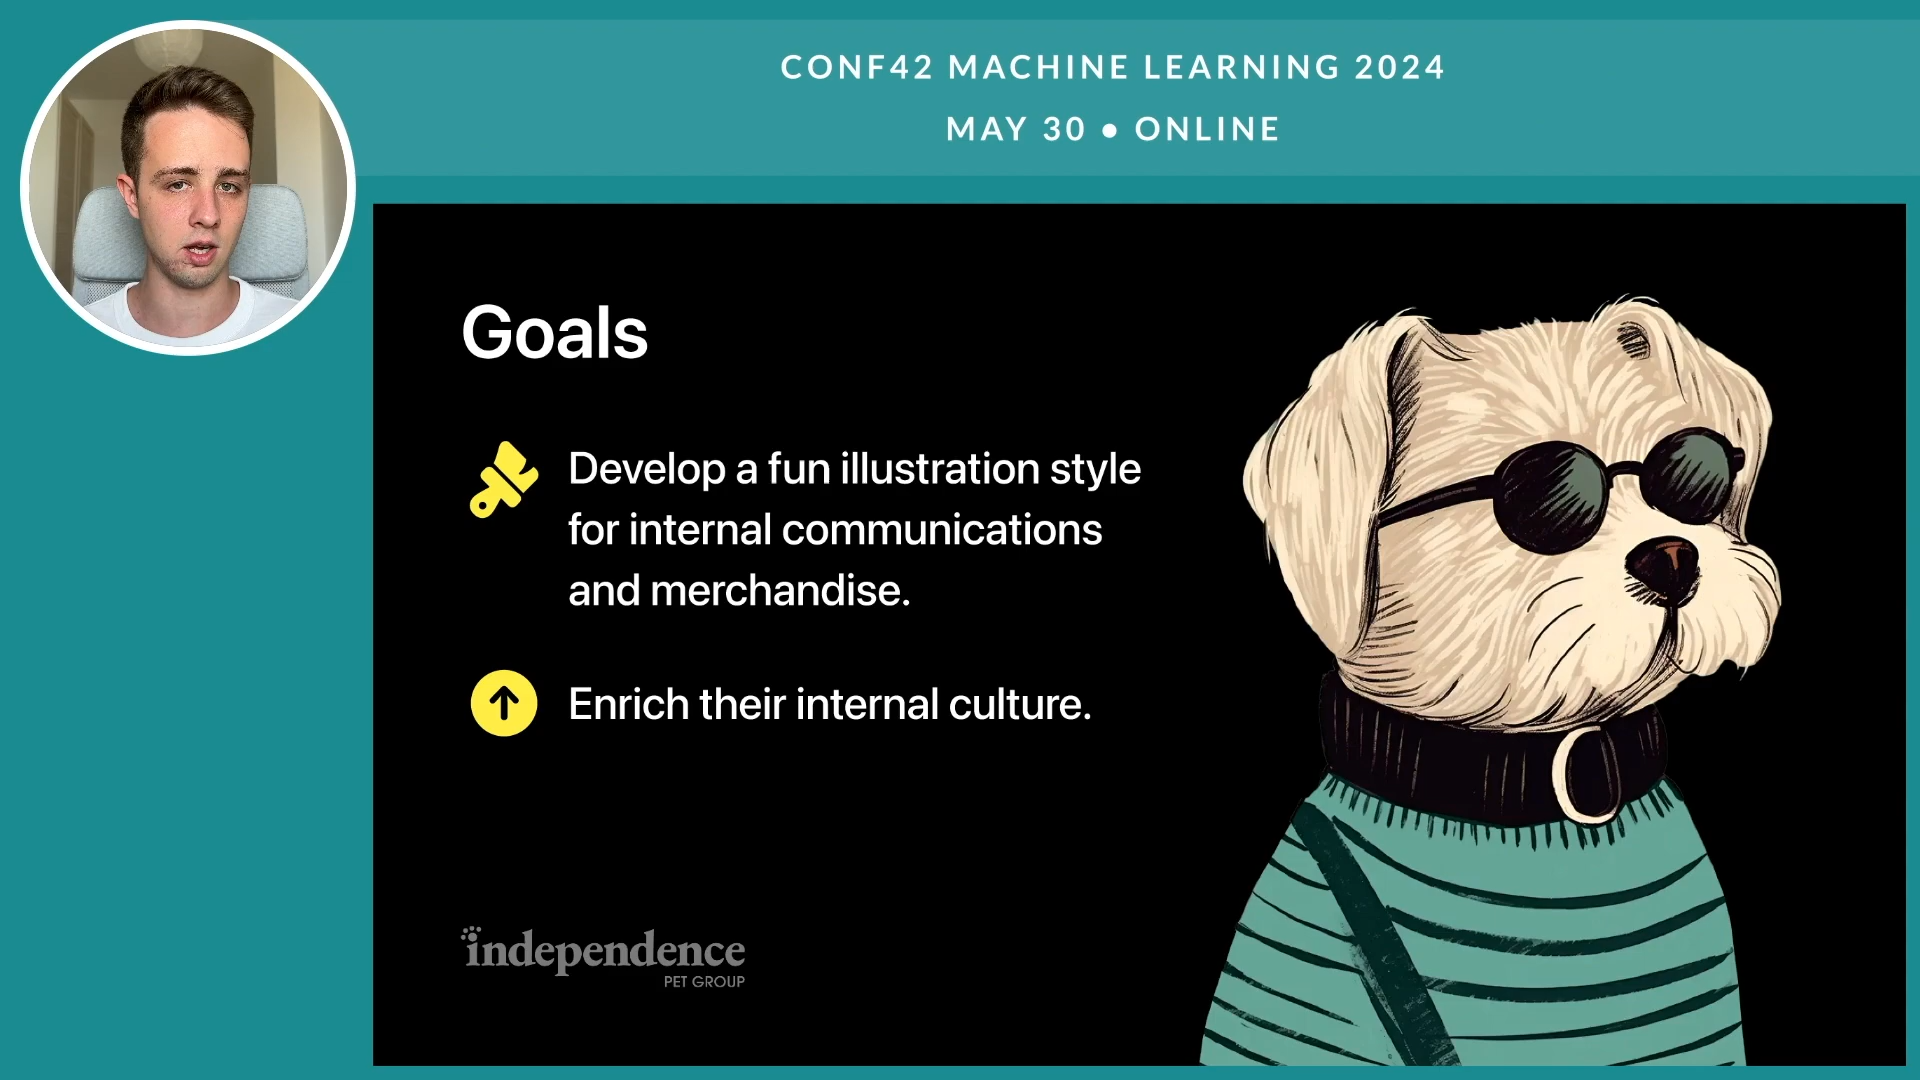 CONF42 MACHINE LEARNING 2024
MAY 30 • ONLINE
Goals
Develop a fun illustration style
for internal communications
and merchandise.
Enrich their internal culture.
independence
PET GROUP